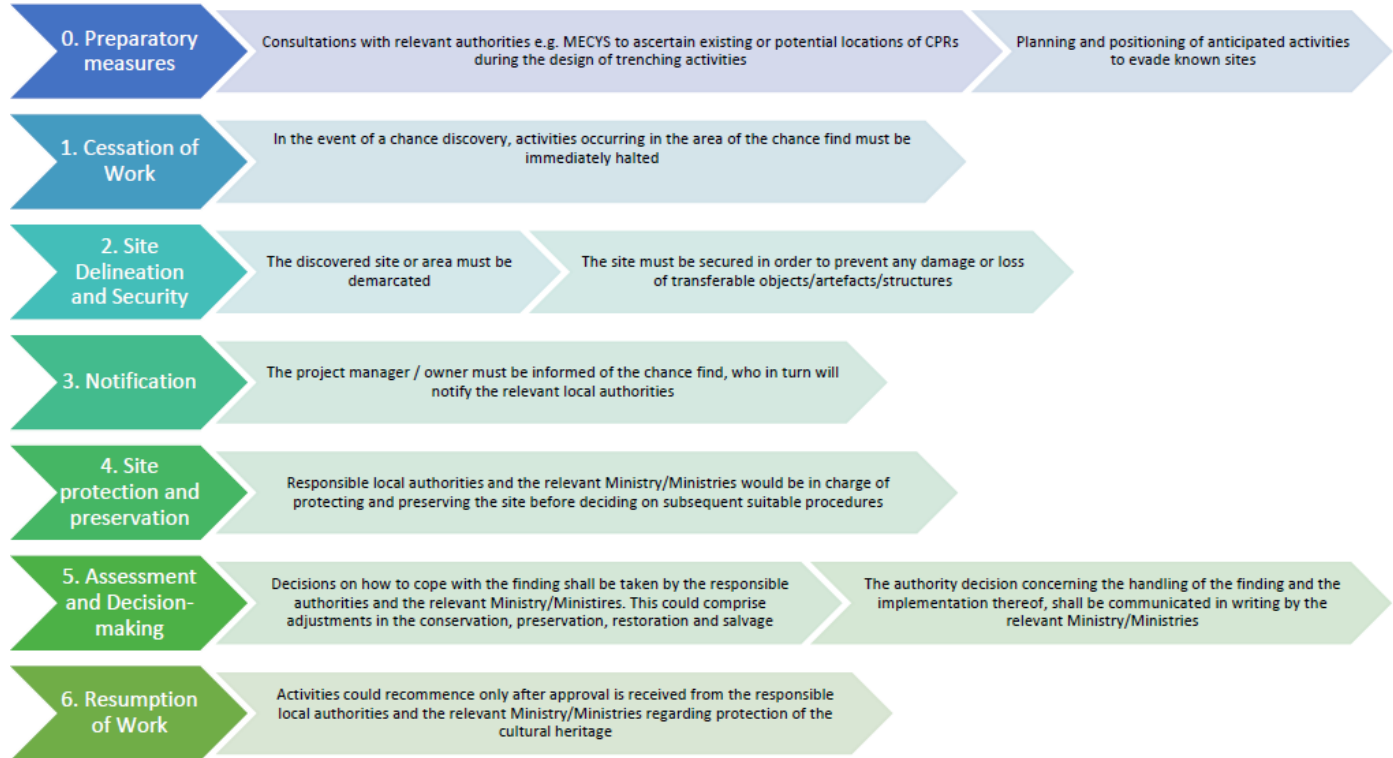 0. Preparatory
measures
Consultations with relevant authorities e.g. MECYS to ascertain existing or potential locations of CPRs
during the design of trenching activities
Planning and positioning of anticipated activities
to evade known sites
1. Cessation of
Work
In the event of a chance discovery, activities occurring in the area of the chance find must be
immediately halted
2. Site
Delineation
and Security
The discovered site or area must be
demarcated
The site must be secured in order to prevent any damage or loss
of transferable objects/artefacts/structures
3. Notification
The project manager / owner must be informed of the chance find, who in turn will
notify the relevant local authorities
4. Site
protection and
preservation
Responsible local authorities and the relevant Ministry/Ministries would be in charge of
protecting and preserving the site before deciding on subsequent suitable procedures
5. Assessment
and Decision-
making
Decisions on how to cope with the finding shall be taken by the responsible
authorities and the relevant Ministry/Ministires. This could comprise
adjustments in the conservation, preservation, restoration and salvage
The authority decision concerning the handling of the finding and the
implementation thereof, shall be communicated in writing by the
relevant Ministry/Ministries
6. Resumption
of Work
Activities could recommence only after approval is received from the responsible
local authorities and the relevant Ministry/Ministries regarding protection of the
cultural heritage